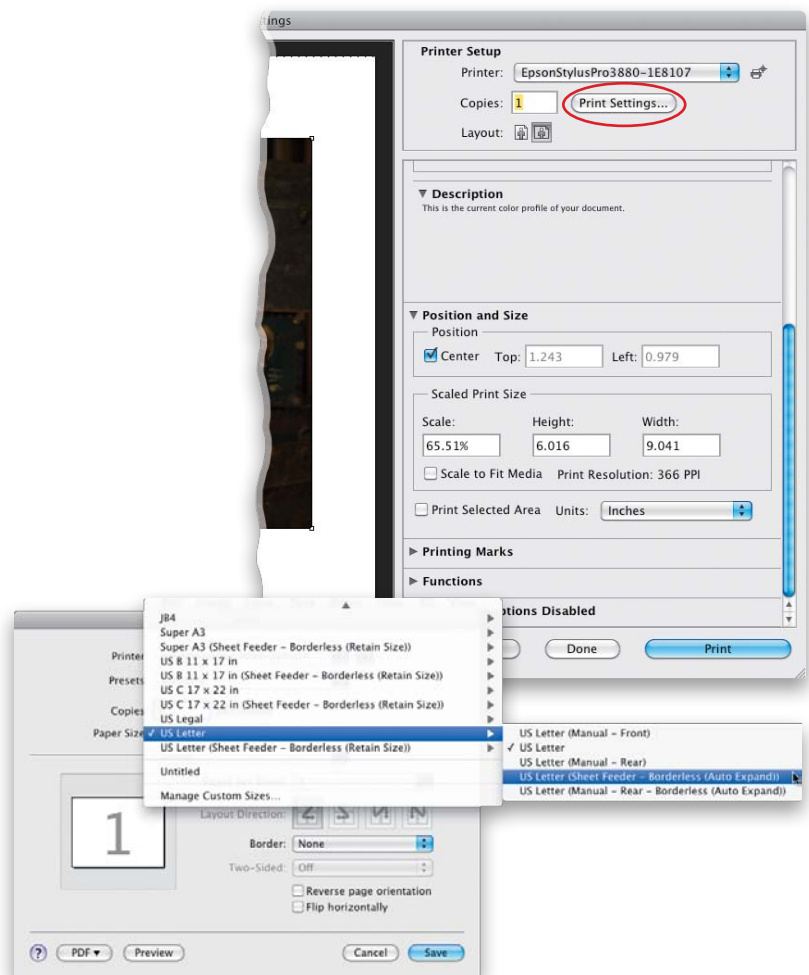 ttings
Printer Setup
Printer: EpsonStylusPro3880-1E8107
Copies: 1 Print Settings...
Layout:
Description
This is the current color profile of your document.
Position and Size
Position
Center Top: 1.243 Left: 0.979
Scaled Print Size
Scale: Height: Width:
65.51% 6.016 9.041
Scale to Fit Media Print Resolution: 366 PPI
Print Selected Area Units: Inches
Printing Marks
Functions
tions Disabled
Done Print
Printer
Presets
Copies
Paper Size
JB4
Super A3
Super A3 (Sheet Feeder - Borderless (Retain Size))
US B 11 x 17 in
US B 11 x 17 in (Sheet Feeder - Borderless (Retain Size))
US C 17 x 22 in
US C 17 x 22 in (Sheet Feeder - Borderless (Retain Size))
US Legal
✓ US Letter
US Letter (Sheet Feeder - Borderless (Retain Size))
Untitled
Manage Custom Sizes...
US Letter (Manual - Front)
✓ US Letter
US Letter (Manual - Rear)
US Letter (Sheet Feeder - Borderless (Auto Expand))
US Letter (Manual - Rear - Borderless (Auto Expand))
1
Layout Direction:
Border: None
Two-Sided: Off
Reverse page orientation
Flip horizontally
? PDF ▾ Preview Cancel Save